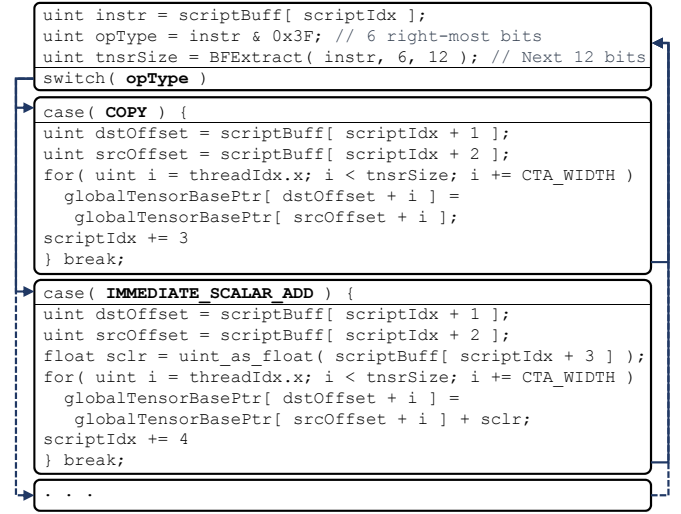 uint instr = scriptBuff[ scriptIdx ];
uint opType = instr & 0x3F; // 6 right-most bits
uint tnsrSize = BFExtract( instr, 6, 12 ); // Next 12 bits
switch( opType )
case( COPY ) {
uint dstOffset = scriptBuff[ scriptIdx + 1 ];
uint srcOffset = scriptBuff[ scriptIdx + 2 ];
for( uint i = threadIdx.x; i < tnsrSize; i += CTA_WIDTH )
globalTensorBasePtr[ dstOffset + i ] =
globalTensorBasePtr[ srcOffset + i ];
scriptIdx += 3
} break;
case( IMMEDIATE_SCALAR_ADD ) {
uint dstOffset = scriptBuff[ scriptIdx + 1 ];
uint srcOffset = scriptBuff[ scriptIdx + 2 ];
float sclr = uint_as_float( scriptBuff[ scriptIdx + 3 ] );
for( uint i = threadIdx.x; i < tnsrSize; i += CTA_WIDTH )
globalTensorBasePtr[ dstOffset + i ] =
globalTensorBasePtr[ srcOffset + i ] + sclr;
scriptIdx += 4
} break;
. . .